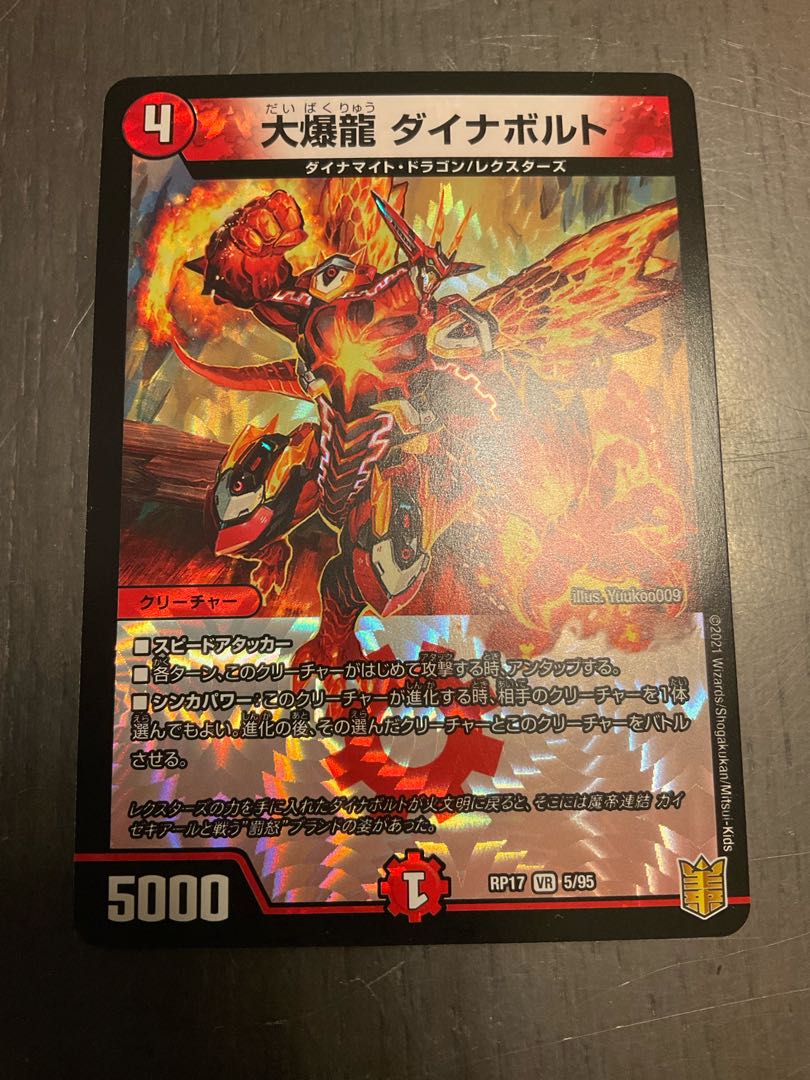 4
だいばくりゅう
大爆龍 ダイナボルト
ダイナマイト・ドラゴン/レクスターズ
illus. Yuukoo009
クリーチャー
■スピードアタッカー
■各ターン、このクリーチャーがはじめて攻撃する時、アンタップする。
■シンカパワー:このクリーチャーが進化する時、相手のクリーチャーを1体
選んでもよい。進化の後、その選んだクリーチャーとこのクリーチャーをバトル
させる。
レクスターズの力を手に入れたダイナボルトが火文明に戻ると、そこには魔帝連結 ガイ
ゼキアールと戦う"罰怒"ブランドの姿があった。
©2021 Wizards/Shogakukan/Mitsui-Kids
5000
1
RP17 VR 5/95